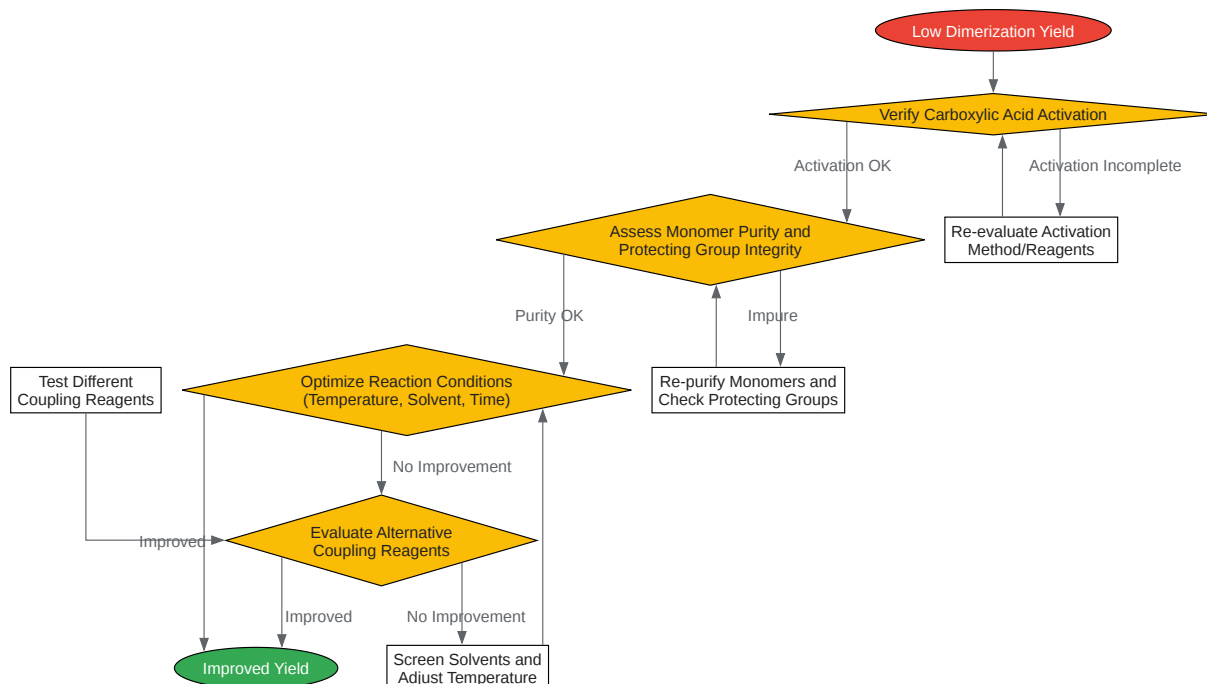 Low Dimerization Yield
Verify Carboxylic Acid Activation
Activation OK
Activation Incomplete
Assess Monomer Purity and
Protecting Group Integrity
Re-evaluate Activation
Method/Reagents
Purity OK
Impure
Test Different
Coupling Reagents
Optimize Reaction Conditions
(Temperature, Solvent, Time)
Re-purify Monomers and
Check Protecting Groups
No Improvement
Evaluate Alternative
Coupling Reagents
Improved
Improved
No Improvement
Improved Yield
Screen Solvents and
Adjust Temperature